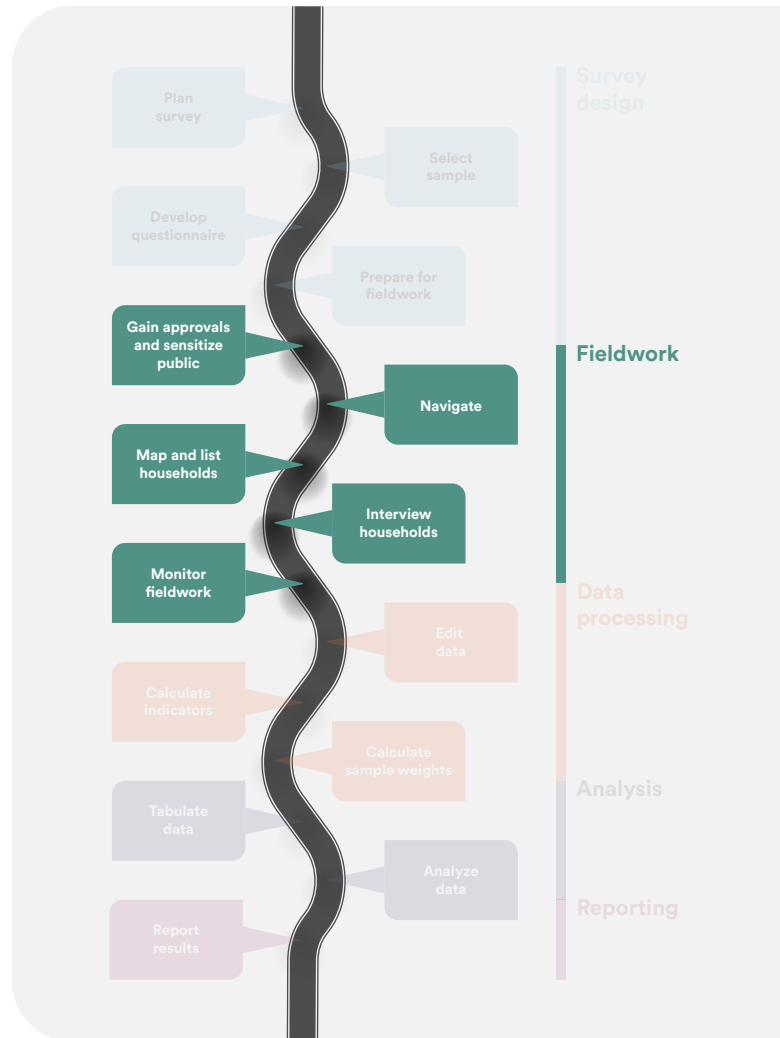 Survey
design
Plan
survey
Select
sample
Develop
questionnaire
Prepare for
fieldwork
Gain approvals
and sensitize
public
Fieldwork
Navigate
Map and list
households
Interview
households
Monitor
fieldwork
Data
processing
Edit
data
Calculate
indicators
Calculate
sample weights
Analysis
Tabulate
data
Analyze
data
Reporting
Report
results